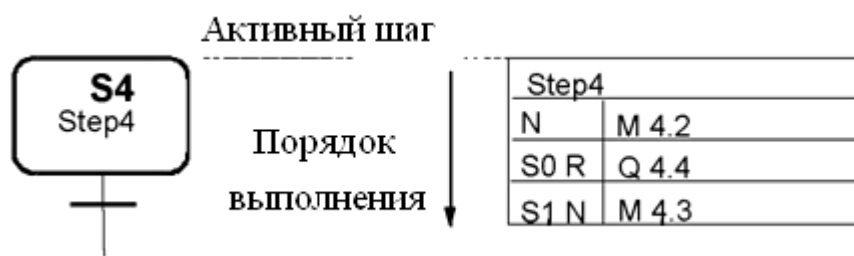 Активный шаг
S4
Step4
Порядок
выполнения
Step4
N M 4.2
S0 R Q 4.4
S1 N M 4.3